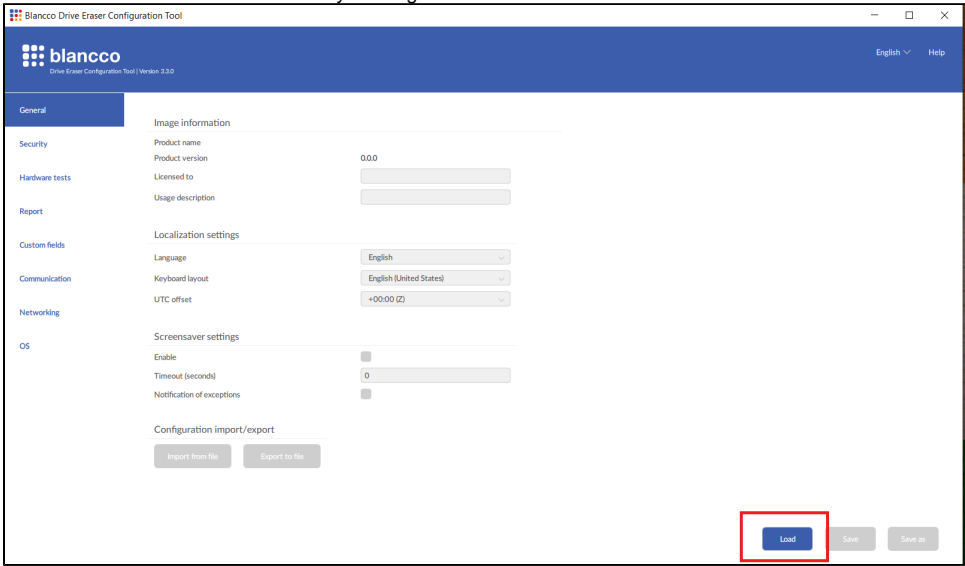 Blancco Drive Eraser Configuration Tool
blancco
Drive Eraser Configuration Tool | Version 3.3.0
English Help
General
Security
Hardware tests
Report
Custom fields
Communication
Networking
OS
Image information
Product name
Product version 0.0.0
Licensed to
Usage description
Localization settings
Language English
Keyboard layout English (United States)
UTC offset +00:00 (Z)
Screensaver settings
Enable
Timeout (seconds) 0
Notification of exceptions
Configuration import/export
Import from file Export to file
Load Save Save as